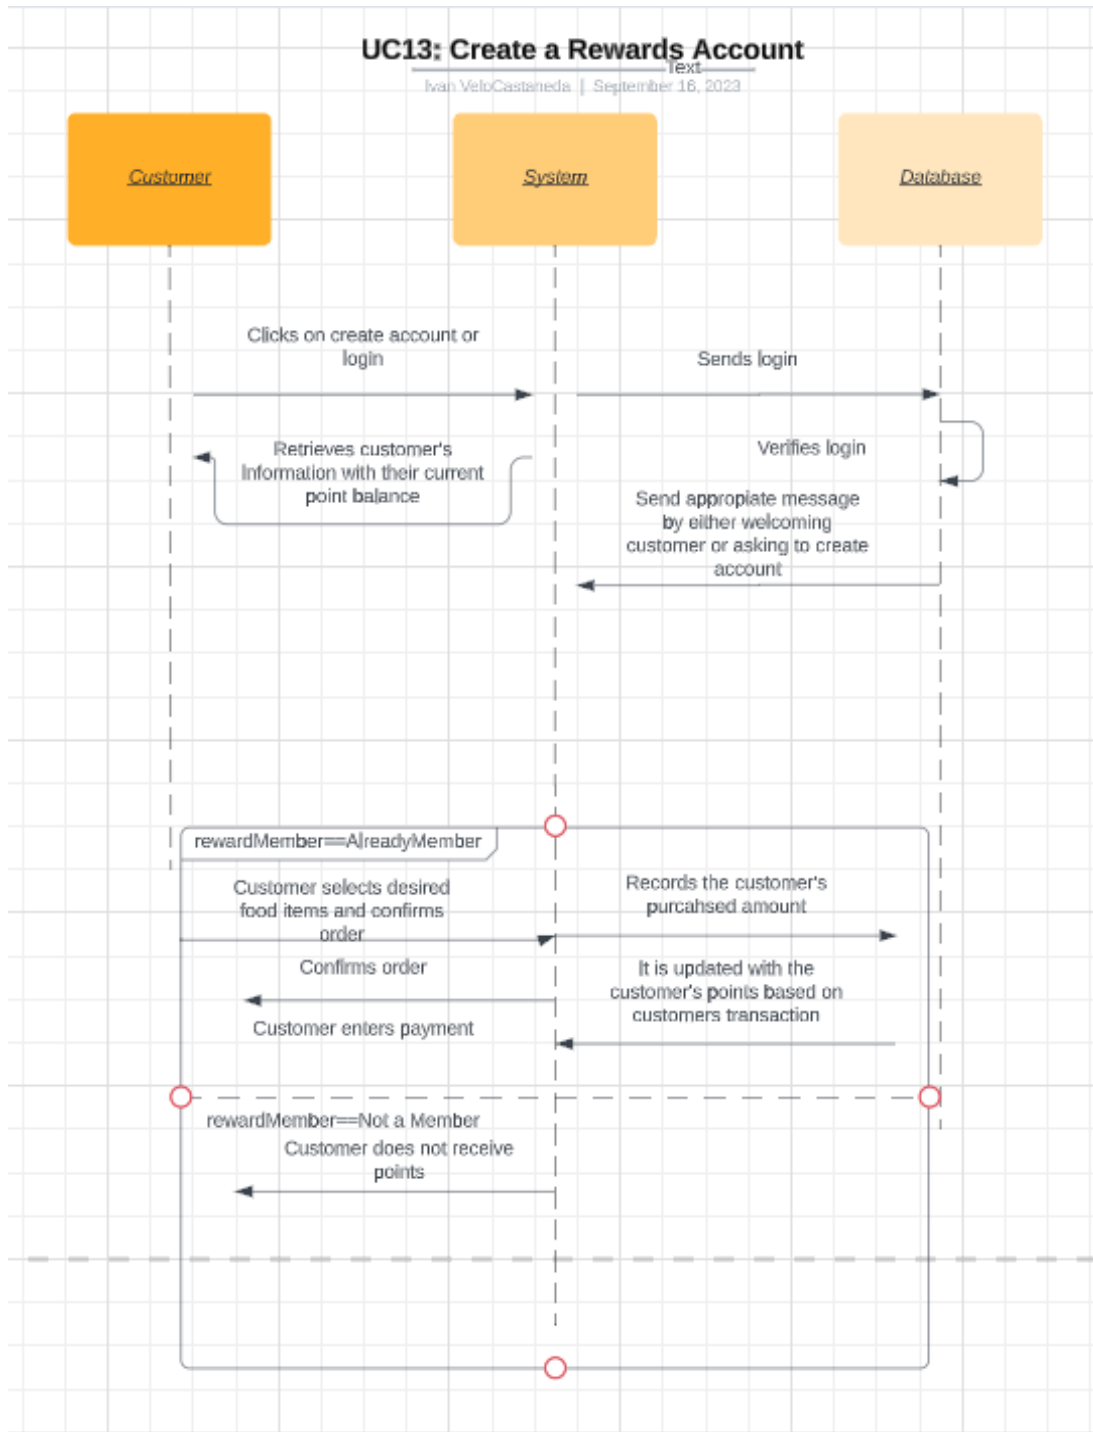 UC13: Create a Rewards Account
Text
Ivan VeloCastaneda | September 16, 2023
Customer
System
Database
Clicks on create account or
login
Sends login
Retrieves customer's
Information with their current
point balance
Verifies login
Send appropiate message
by either welcoming
customer or asking to create
account
rewardMember==AlreadyMember
Customer selects desired
food items and confirms
order
Records the customer's
purcahsed amount
Confirms order
It is updated with the
customer's points based on
customers transaction
Customer enters payment
rewardMember==Not a Member
Customer does not receive
points